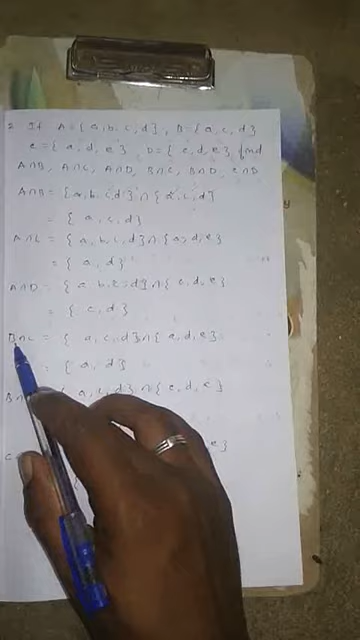 2 If A = { a, b, c, d }, B = { a, c, d }
C = { a, d, e } D = { c, d, e } find
A∩B, A∩C, A∩D, B∩C, B∩D, C∩D
A∩B = { a, b, c, d } ∩ { a, c, d }
= { a, c, d }
A∩C = { a, b, c, d } ∩ { a, d, e }
= { a, d }
A∩D = { a b, c, d } ∩ { c, d, e }
= { c, d }
B∩C = { a, c, d } ∩ { a, d, e }
= { a, d }
B∩ { a, c, d } ∩ { c, d, e }
C e }